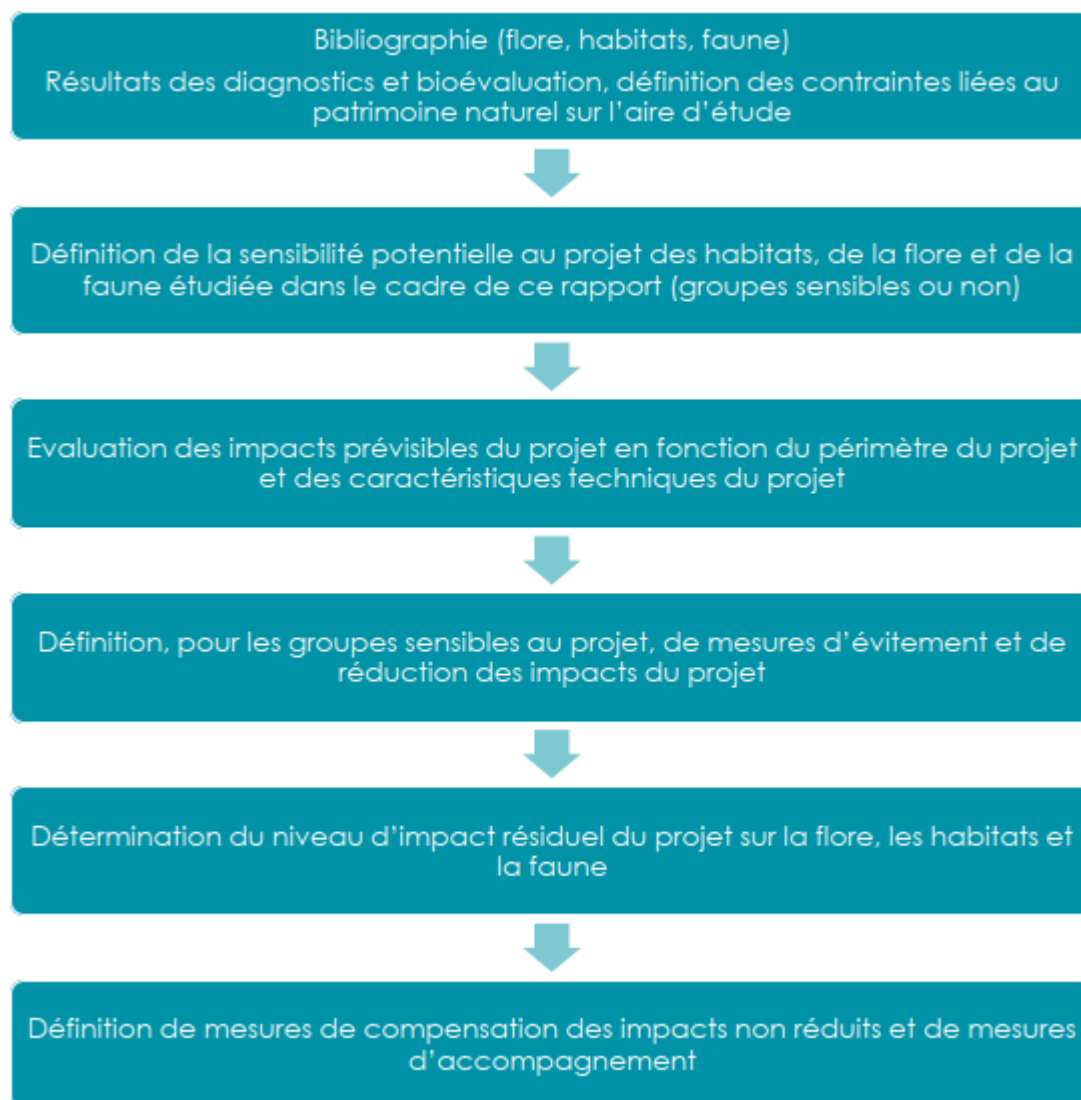 Bibliographie (flore, habitats, faune)
Résultats des diagnostics et bioévaluation, définition des contraintes liées au
patrimoine naturel sur l'aire d'étude
Définition de la sensibilité potentielle au projet des habitats, de la flore et de la
faune étudiée dans le cadre de ce rapport (groupes sensibles ou non)
Evaluation des impacts prévisibles du projet en fonction du périmètre du projet
et des caractéristiques techniques du projet
Définition, pour les groupes sensibles au projet, de mesures d'évitement et de
réduction des impacts du projet
Détermination du niveau d'impact résiduel du projet sur la flore, les habitats et
la faune
Définition de mesures de compensation des impacts non réduits et de mesures
d'accompagnement